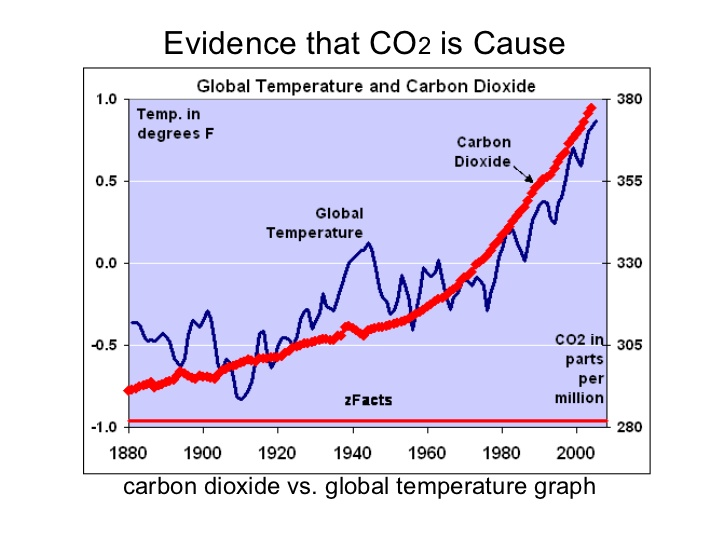 Evidence that CO2 is Cause
Global Temperature and Carbon Dioxide
1.0
380
Temp. in
degrees F
Carbon
Dioxide
0.5
355
Global
Temperature
0.0
330
-0.5
305
CO2 in
parts
per
million
zFacts
-1.0
280
1880 1900 1920 1940 1960 1980 2000
carbon dioxide vs. global temperature graph